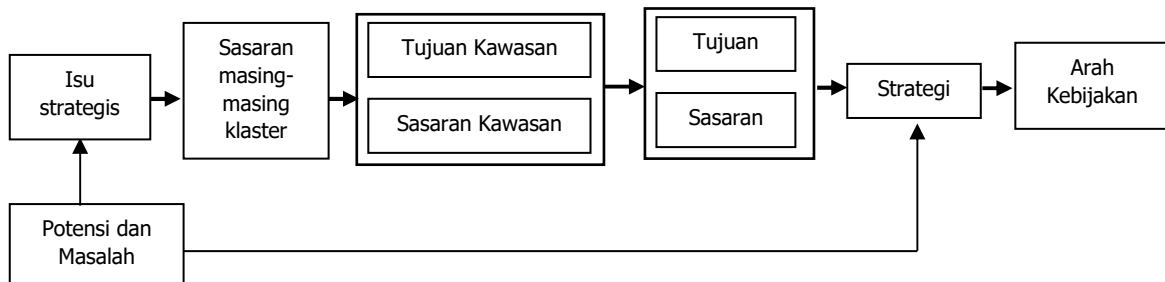 Isu
strategis
Sasaran
masing-
masing
klaster
Tujuan Kawasan
Sasaran Kawasan
Tujuan
Sasaran
Strategi
Arah
Kebijakan
Potensi dan
Masalah